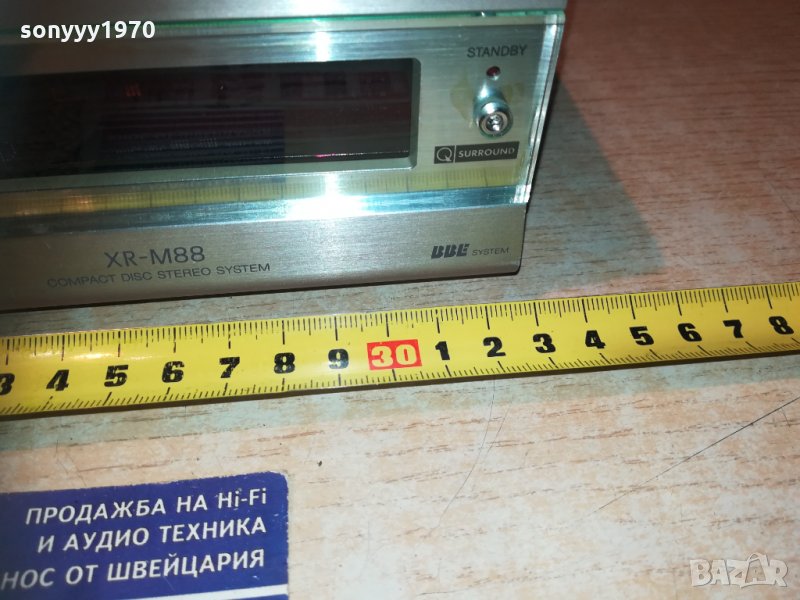 sonyyy1970
STANDBY
Q SURROUND
XR-M88
BBE SYSTEM
COMPACT DISC STEREO SYSTEM
3 4 5 6 7 8 9 30 1 2 3 4 5 6 7 8
ПРОДАЖБА НА Hi-Fi
И АУДИО ТЕХНИКА
НОС ОТ ШВЕЙЦАРИЯ
BAZAR